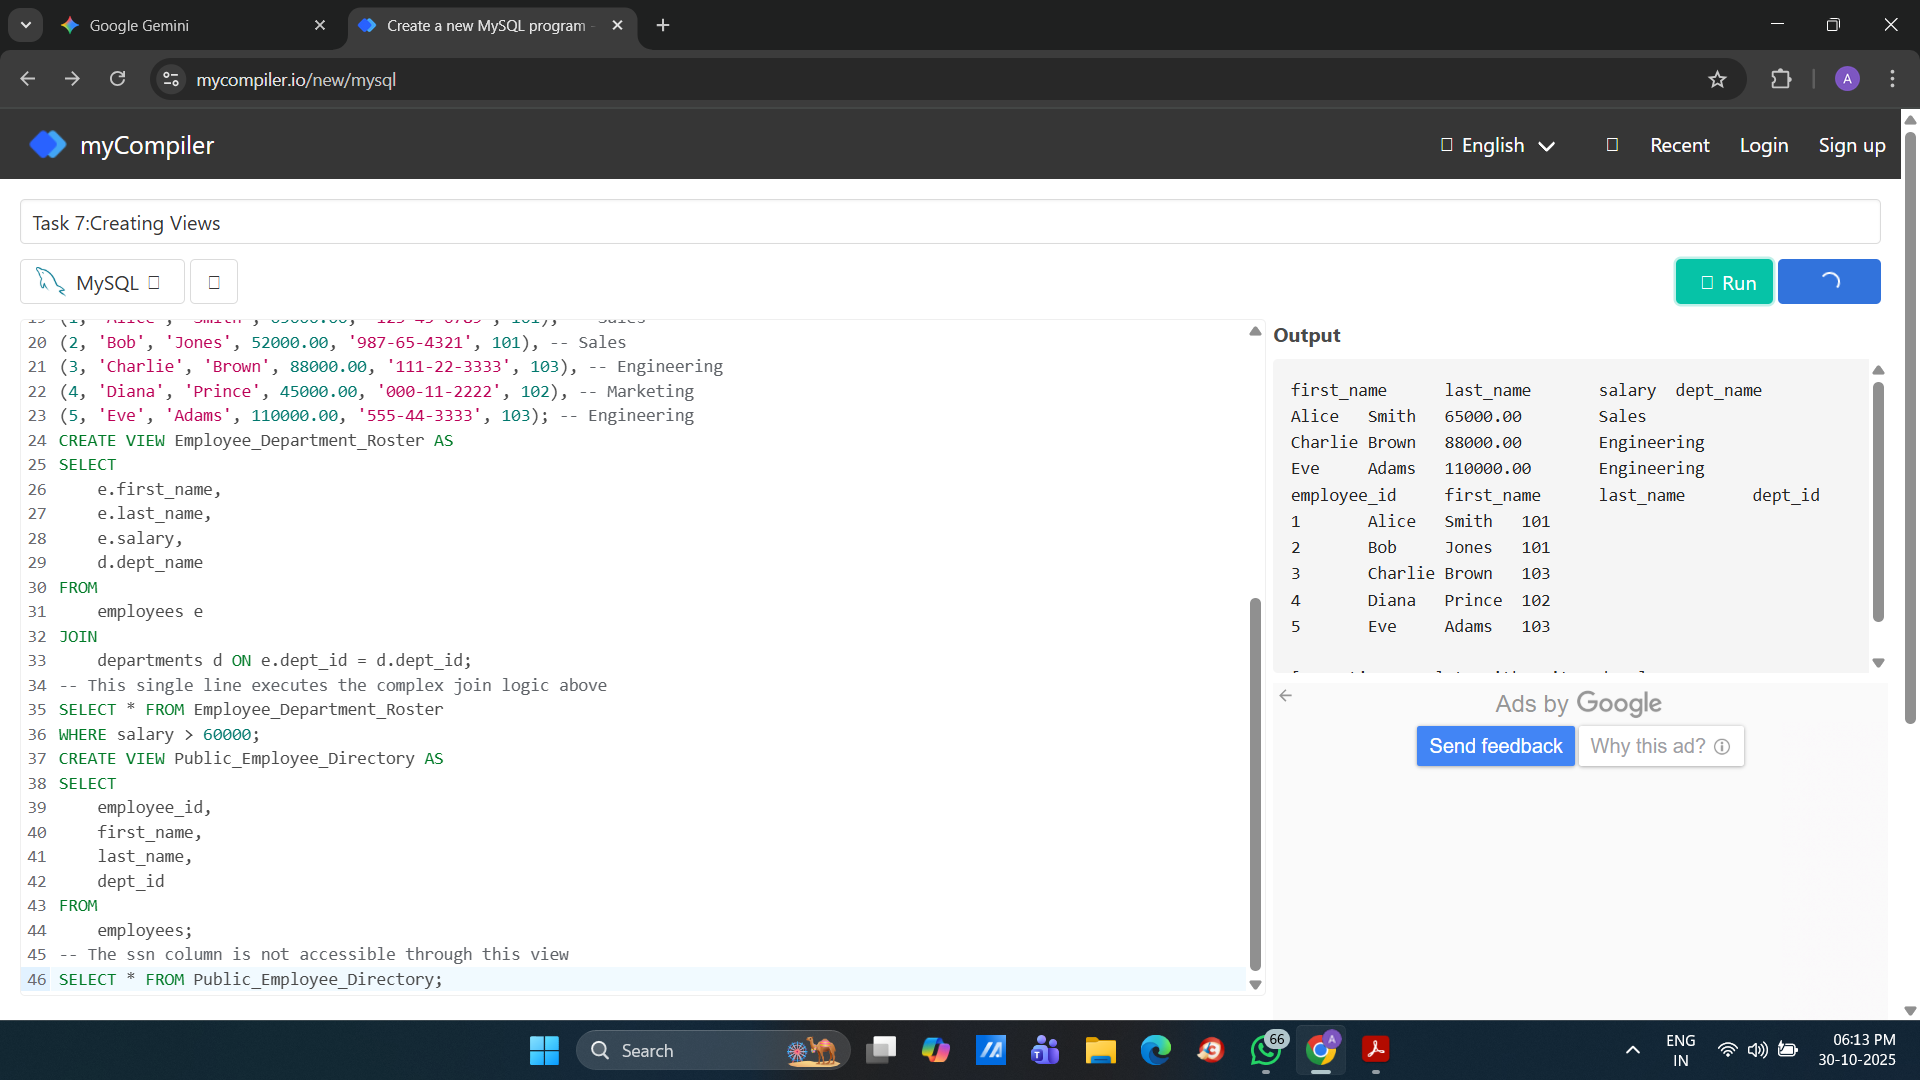 Google Gemini
Create a new MySQL program -
mycompiler.io/new/mysql
A
myCompiler
English
Recent
Login
Sign up
Task 7:Creating Views
MySQL
Run
20 (2, 'Bob', 'Jones', 52000.00, '987-65-4321', 101), -- Sales
21 (3, 'Charlie', 'Brown', 88000.00, '111-22-3333', 103), -- Engineering
22 (4, 'Diana', 'Prince', 45000.00, '000-11-2222', 102), -- Marketing
23 (5, 'Eve', 'Adams', 110000.00, '555-44-3333', 103); -- Engineering
24 CREATE VIEW Employee_Department_Roster AS
25 SELECT
26     e.first_name,
27     e.last_name,
28     e.salary,
29     d.dept_name
30 FROM
31     employees e
32 JOIN
33     departments d ON e.dept_id = d.dept_id;
34 -- This single line executes the complex join logic above
35 SELECT * FROM Employee_Department_Roster
36 WHERE salary > 60000;
37 CREATE VIEW Public_Employee_Directory AS
38 SELECT
39     employee_id,
40     first_name,
41     last_name,
42     dept_id
43 FROM
44     employees;
45 -- The ssn column is not accessible through this view
46 SELECT * FROM Public_Employee_Directory;
Output
first_name last_name salary dept_name
Alice Smith 65000.00 Sales
Charlie Brown 88000.00 Engineering
Eve Adams 110000.00 Engineering
employee_id first_name last_name dept_id
1 Alice Smith 101
2 Bob Jones 101
3 Charlie Brown 103
4 Diana Prince 102
5 Eve Adams 103
Ads by Google
Send feedback
Why this ad?
Search
66
A
ENG
IN
06:13 PM
30-10-2025